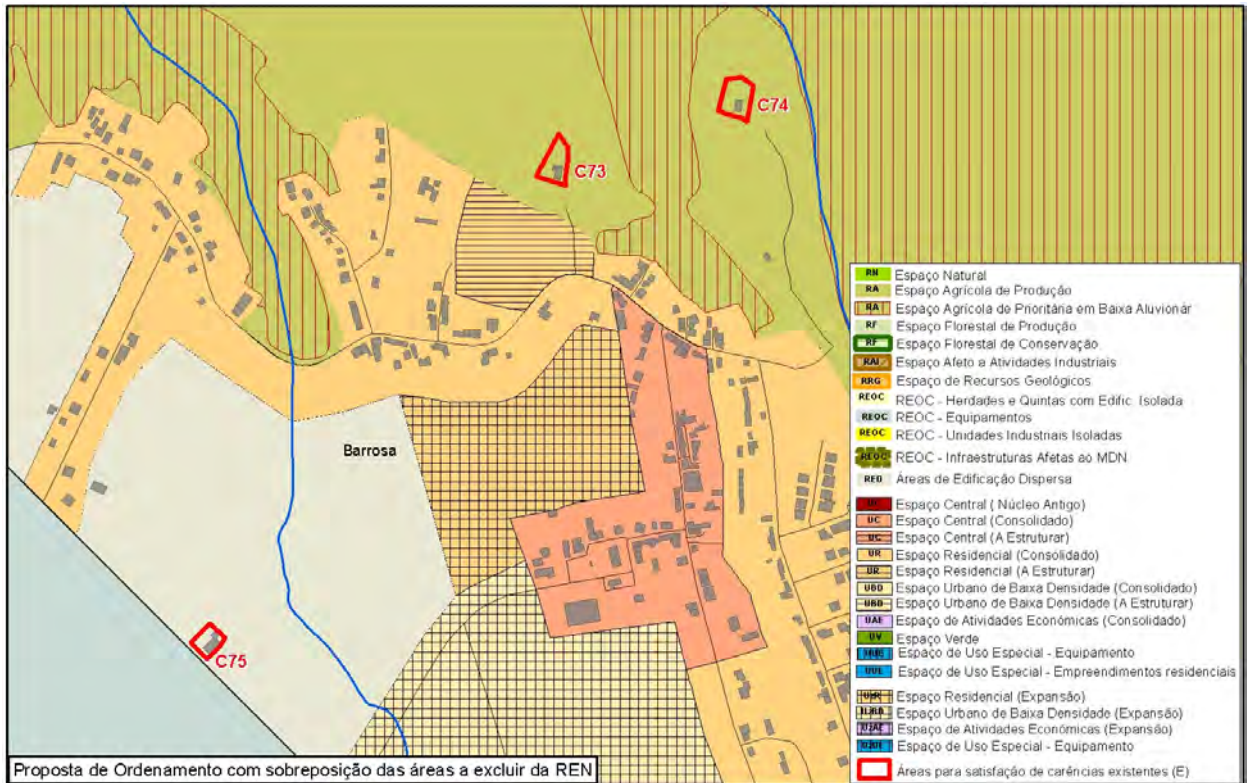 C74
C73
Barrosa
C75
RN Espaço Natural
RA Espaço Agrícola de Produção
RA Espaço Agrícola de Prioritária em Baixa Aluvionar
RF Espaço Florestal de Produção
RF Espaço Florestal de Conservação
RAI Espaço Afeto a Atividades Industriais
RRG Espaço de Recursos Geológicos
REOC REOC - Herdades e Quintas com Edific. Isolada
REOC REOC - Equipamentos
REOC REOC - Unidades Industriais Isoladas
REOC REOC - Infraestruturas Afetas ao MDN
RED Áreas de Edificação Dispersa
UC Espaço Central ( Núcleo Antigo)
UC Espaço Central (Consolidado)
UC Espaço Central (A Estruturar)
UR Espaço Residencial (Consolidado)
UR Espaço Residencial (A Estruturar)
UBD Espaço Urbano de Baixa Densidade (Consolidado)
UBD Espaço Urbano de Baixa Densidade (A Estruturar)
UAE Espaço de Atividades Económicas (Consolidado)
UV Espaço Verde
Espaço de Uso Especial - Equipamento
Espaço de Uso Especial - Empreendimentos residenciais
Espaço Residencial (Expansão)
Espaço Urbano de Baixa Densidade (Expansão)
Espaço de Atividades Económicas (Expansão)
Espaço de Uso Especial - Equipamento
Áreas para satisfação de carências existentes (E)
Proposta de Ordenamento com sobreposição das áreas a excluir da REN